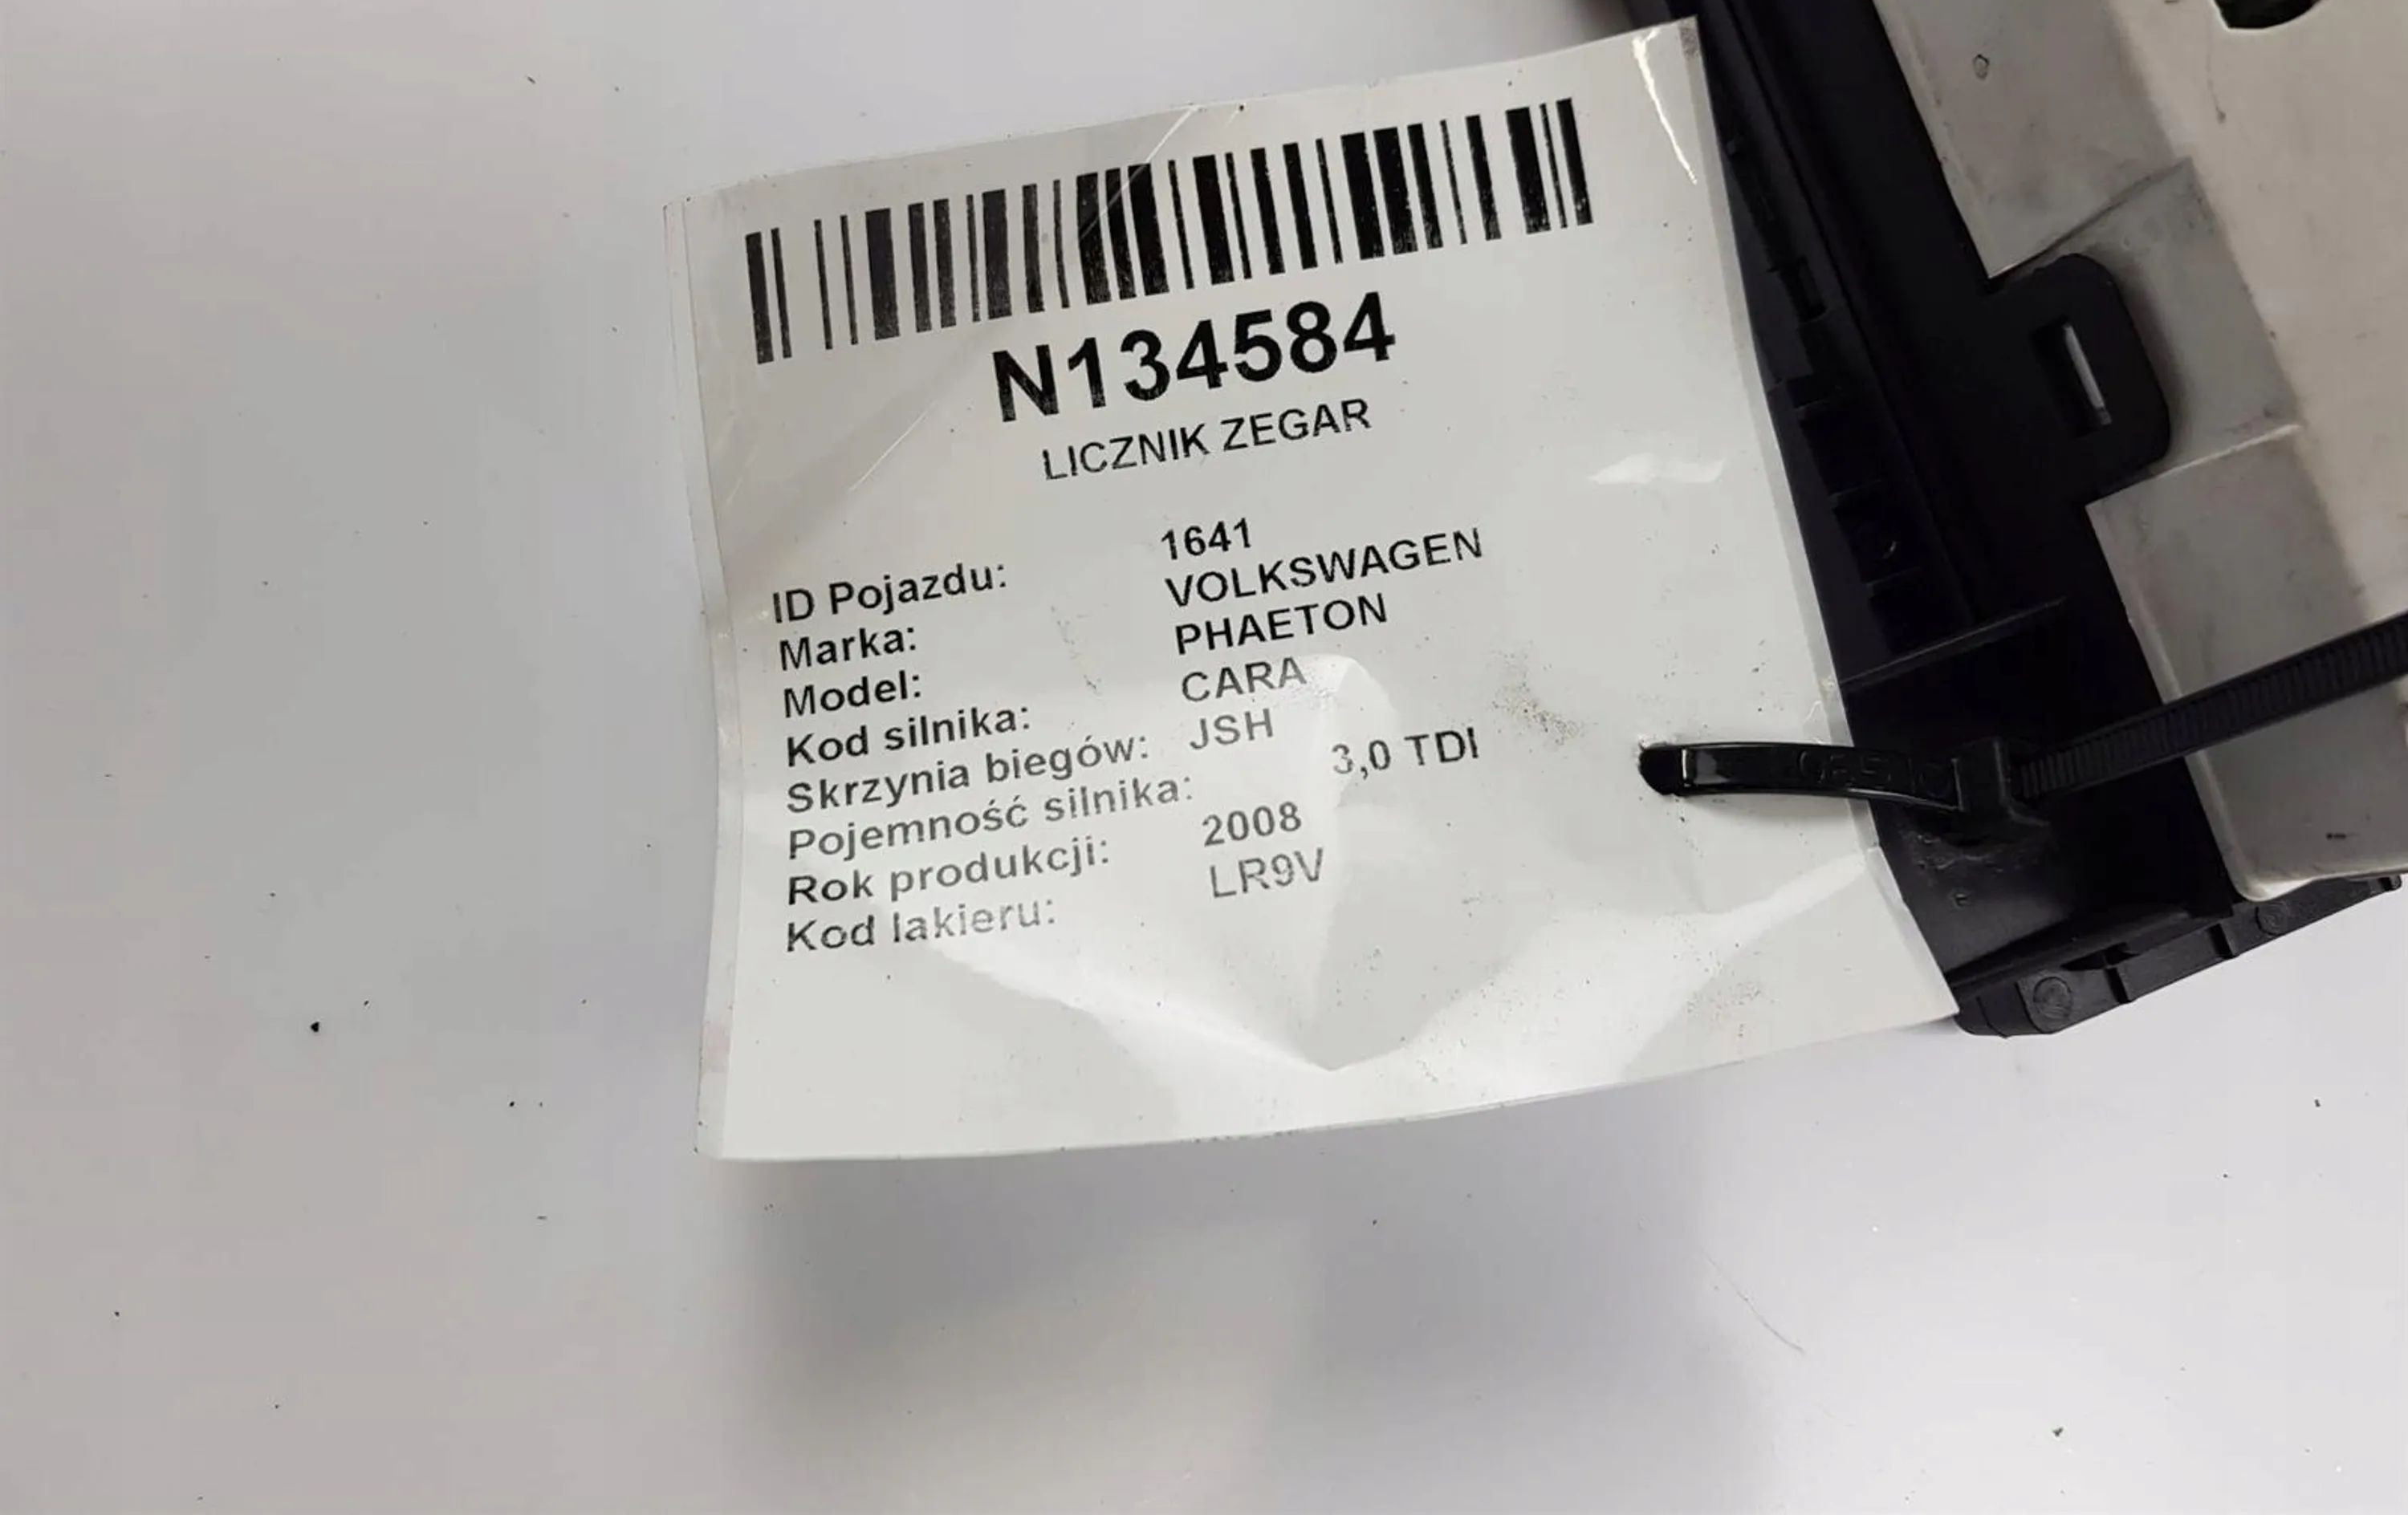 N134584
LICZNIK ZEGAR
ID Pojazdu: 1641
Marka: VOLKSWAGEN
Model: PHAETON
Kod silnika: CARA
Skrzynia biegów: JSH
Pojemność silnika: 3,0 TDI
Rok produkcji: 2008
Kod lakieru: LR9V